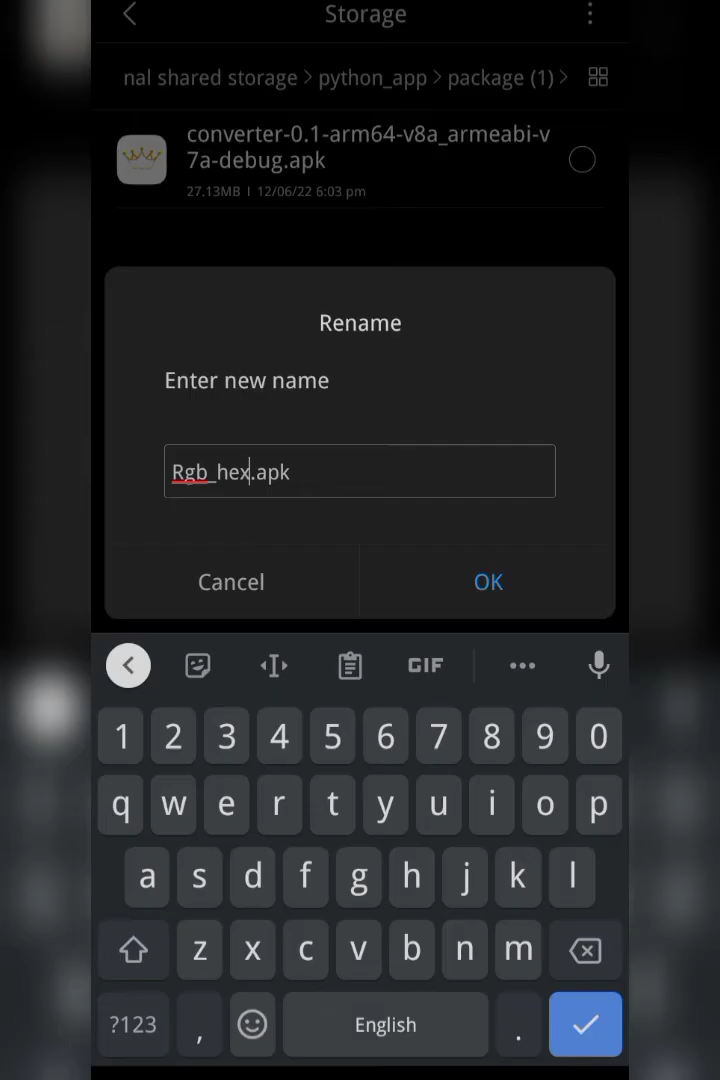 Storage
nal shared storage > python_app > package (1) >
converter-0.1-arm64-v8a_armeabi-v
7a-debug.apk
27.13MB | 12/06/22 6:03 pm
Rename
Enter new name
Rgb_hex.apk
Cancel OK
GIF
1 2 3 4 5 6 7 8 9 0
q w e r t y u i o p
a s d f g h j k l
z x c v b n m
?123 , English .